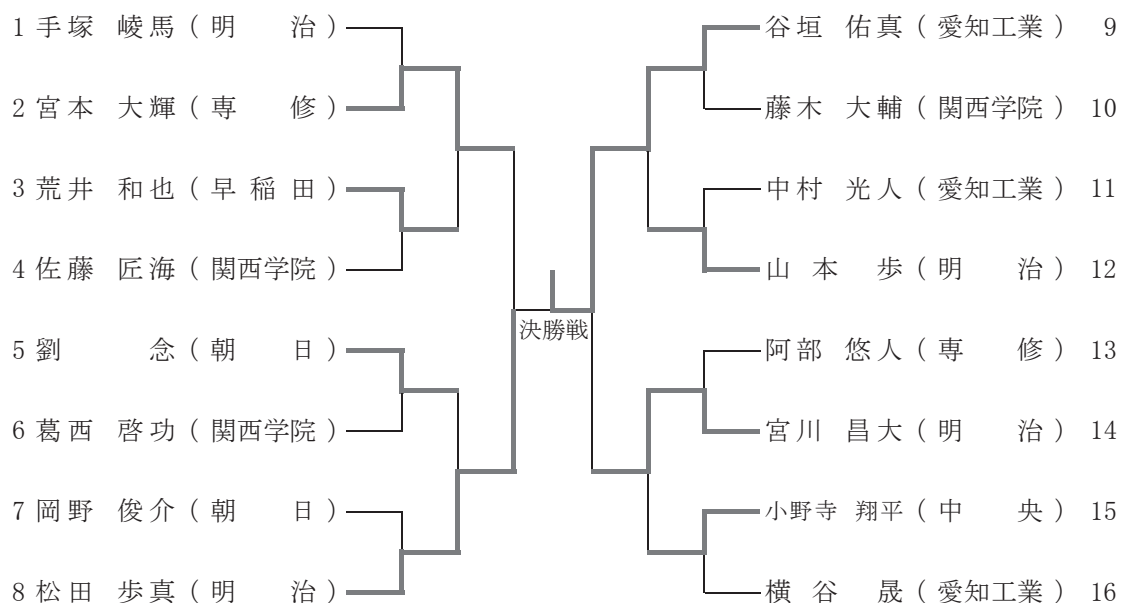 1 手塚 崚馬 ( 明 治 )
2 宮本 大輝 ( 専 修 )
3 荒井 和也 ( 早 稲 田 )
4 佐藤 匠海 ( 関西学院 )
5 劉 念 ( 朝 日 )
6 葛西 啓功 ( 関西学院 )
7 岡野 俊介 ( 朝 日 )
8 松田 歩真 ( 明 治 )
決勝戦
谷垣 佑真 ( 愛知工業 ) 9
藤木 大輔 ( 関西学院 ) 10
中村 光人 ( 愛知工業 ) 11
山本 歩 ( 明 治 ) 12
阿部 悠人 ( 専 修 ) 13
宮川 昌大 ( 明 治 ) 14
小野寺 翔平 ( 中 央 ) 15
横谷 晟 ( 愛知工業 ) 16